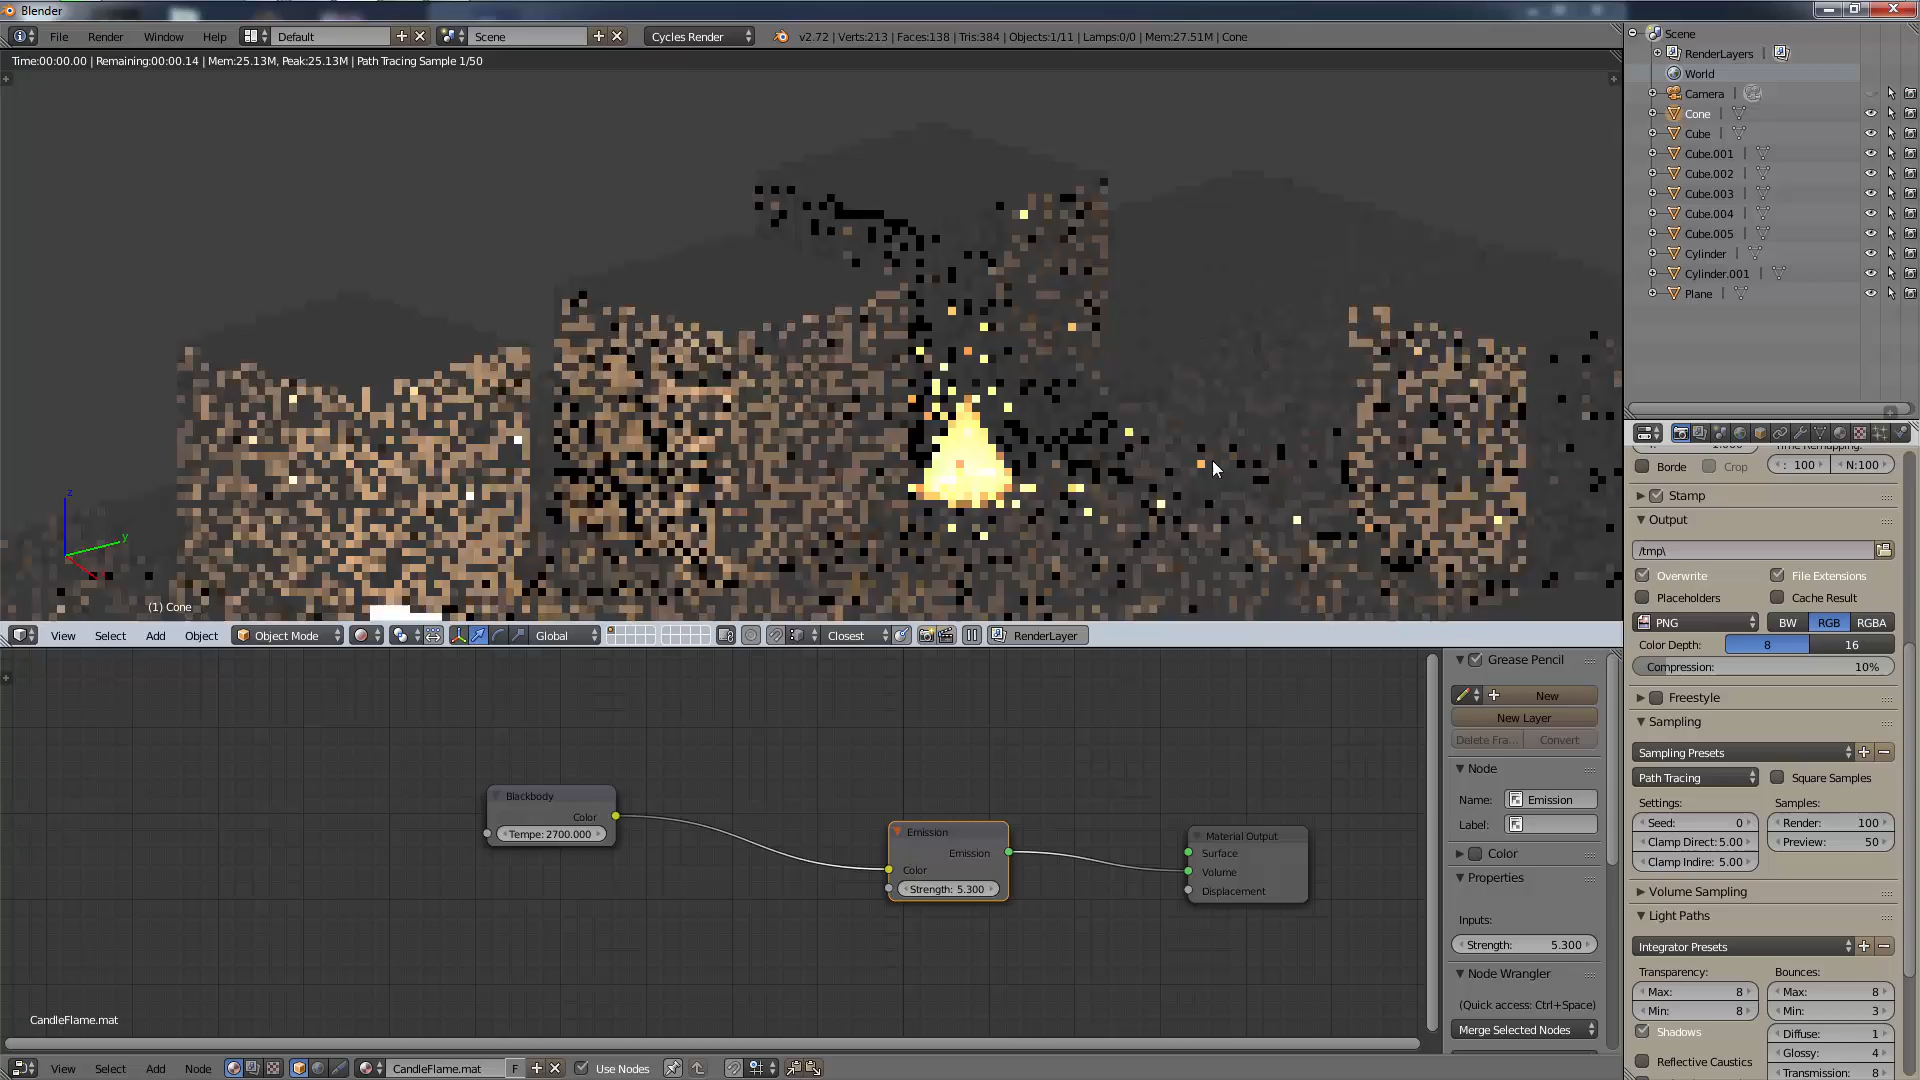 Blender
File Render Window Help Default Scene Cycles Render v2.72 | Verts:213 | Faces:138 | Tris:384 | Objects:1/11 | Lamps:0/0 | Mem:27.51M | Cone
Time:00:00.00 | Remaining:00:00.14 | Mem:25.13M, Peak:25.13M | Path Tracing Sample 1/50
z
y
(1) Cone
View Select Add Object Object Mode Global Closest RenderLayer
Blackbody
Color
Tempe: 2700.000
Emission
Emission
Color
Strength: 5.300
Material Output
Surface
Volume
Displacement
CandleFlame.mat
View Select Add Node CandleFlame.mat F Use Nodes
Grease Pencil
New
New Layer
Delete Fra... Convert
Node
Name: Emission
Label:
Color
Properties
Inputs:
Strength: 5.300
Node Wrangler
(Quick access: Ctrl+Space)
Merge Selected Nodes
Scene
RenderLayers
World
Camera
Cone
Cube
Cube.001
Cube.002
Cube.003
Cube.004
Cube.005
Cylinder
Cylinder.001
Plane
Borde Crop : 100 N:100
Stamp
Output
/tmp\
Overwrite File Extensions
Placeholders Cache Result
PNG BW RGB RGBA
Color Depth: 8 16
Compression: 10%
Freestyle
Sampling
Sampling Presets
Path Tracing Square Samples
Settings: Samples:
Seed: 0 Render: 100
Clamp Direct: 5.00 Preview: 50
Clamp Indire: 5.00
Volume Sampling
Light Paths
Integrator Presets
Transparency: Bounces:
Max: 8 Max: 8
Min: 8 Min: 3
Shadows Diffuse: 1
Glossy: 4
Reflective Caustics
Transmission: 8